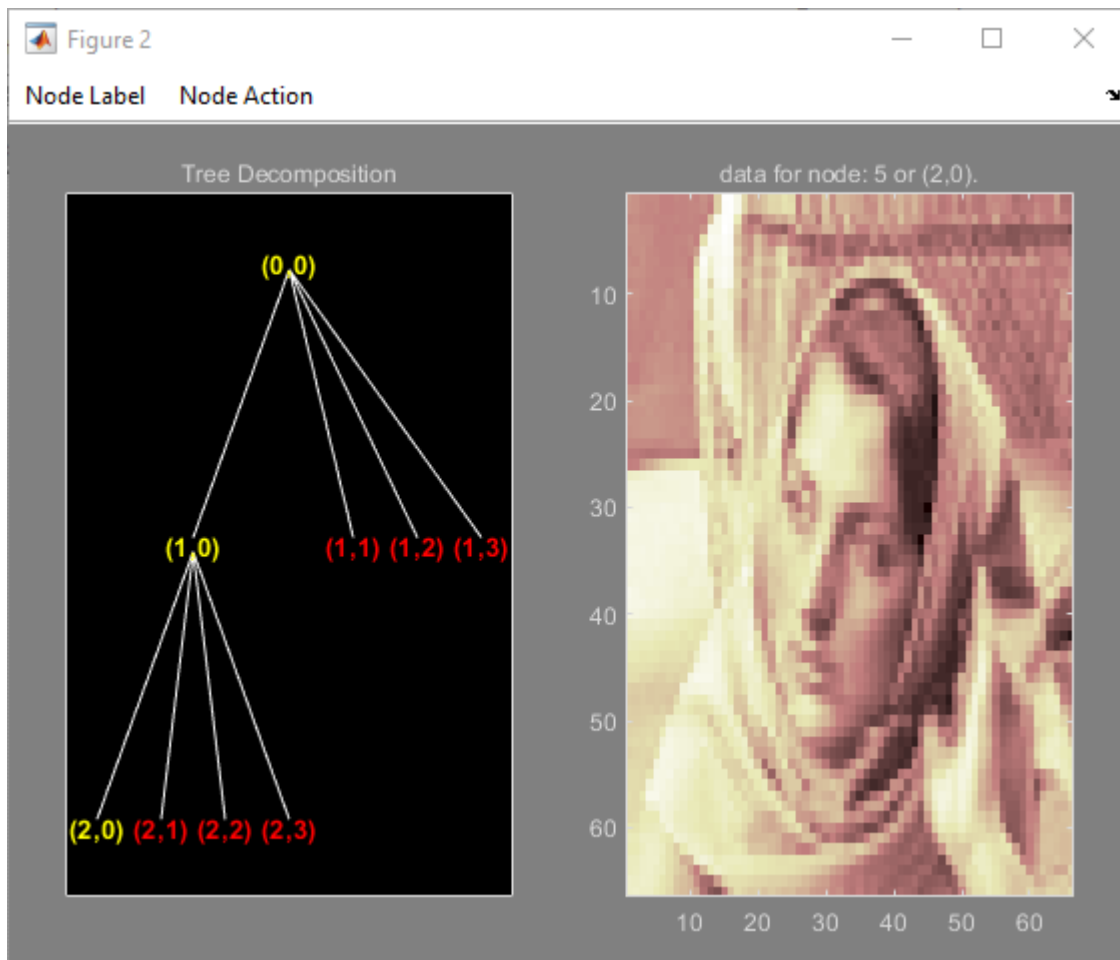 Figure 2
Node Label Node Action
Tree Decomposition
(0,0)
(1,0) (1,1) (1,2) (1,3)
(2,0) (2,1) (2,2) (2,3)
data for node: 5 or (2,0).
10
20
30
40
50
60
10 20 30 40 50 60